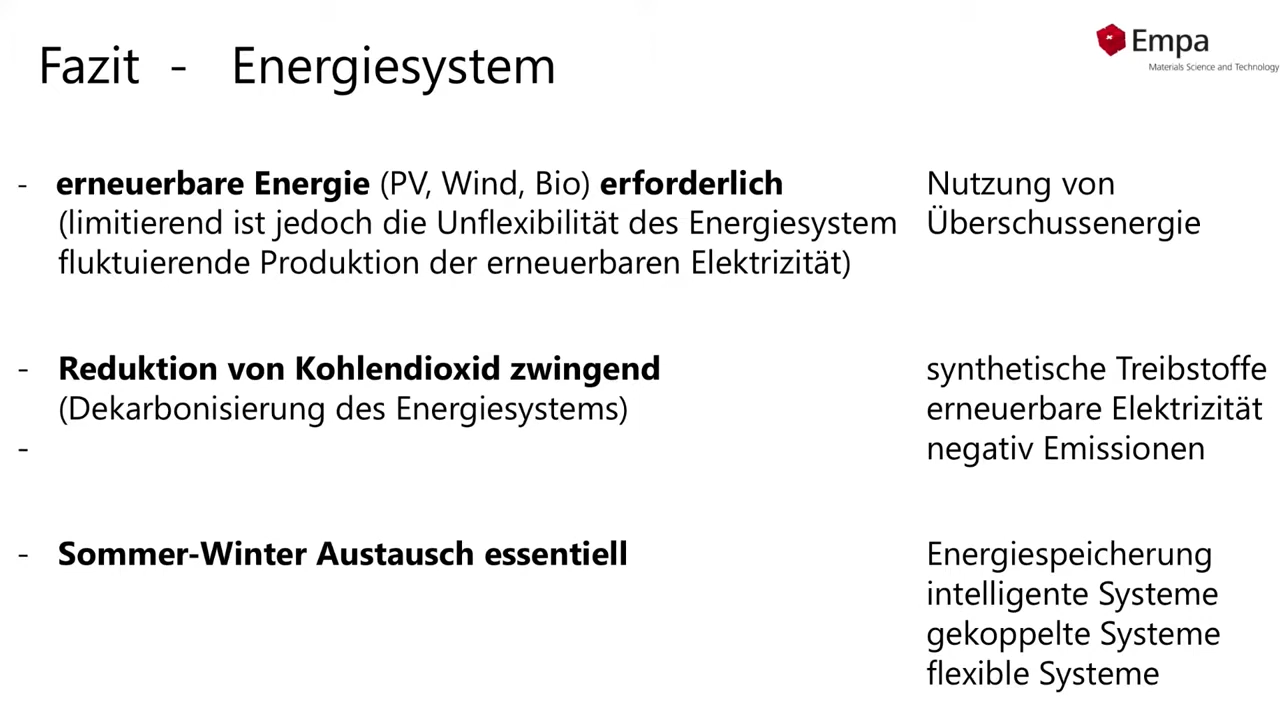 Fazit - Energiesystem
Empa
Materials Science and Technology
- erneuerbare Energie (PV, Wind, Bio) erforderlich
(limitierend ist jedoch die Unflexibilität des Energiesystem
fluktuierende Produktion der erneuerbaren Elektrizität)
Nutzung von
Überschussenergie
- Reduktion von Kohlendioxid zwingend
(Dekarbonisierung des Energiesystems)
-
synthetische Treibstoffe
erneuerbare Elektrizität
negativ Emissionen
- Sommer-Winter Austausch essentiell
Energiespeicherung
intelligente Systeme
gekoppelte Systeme
flexible Systeme